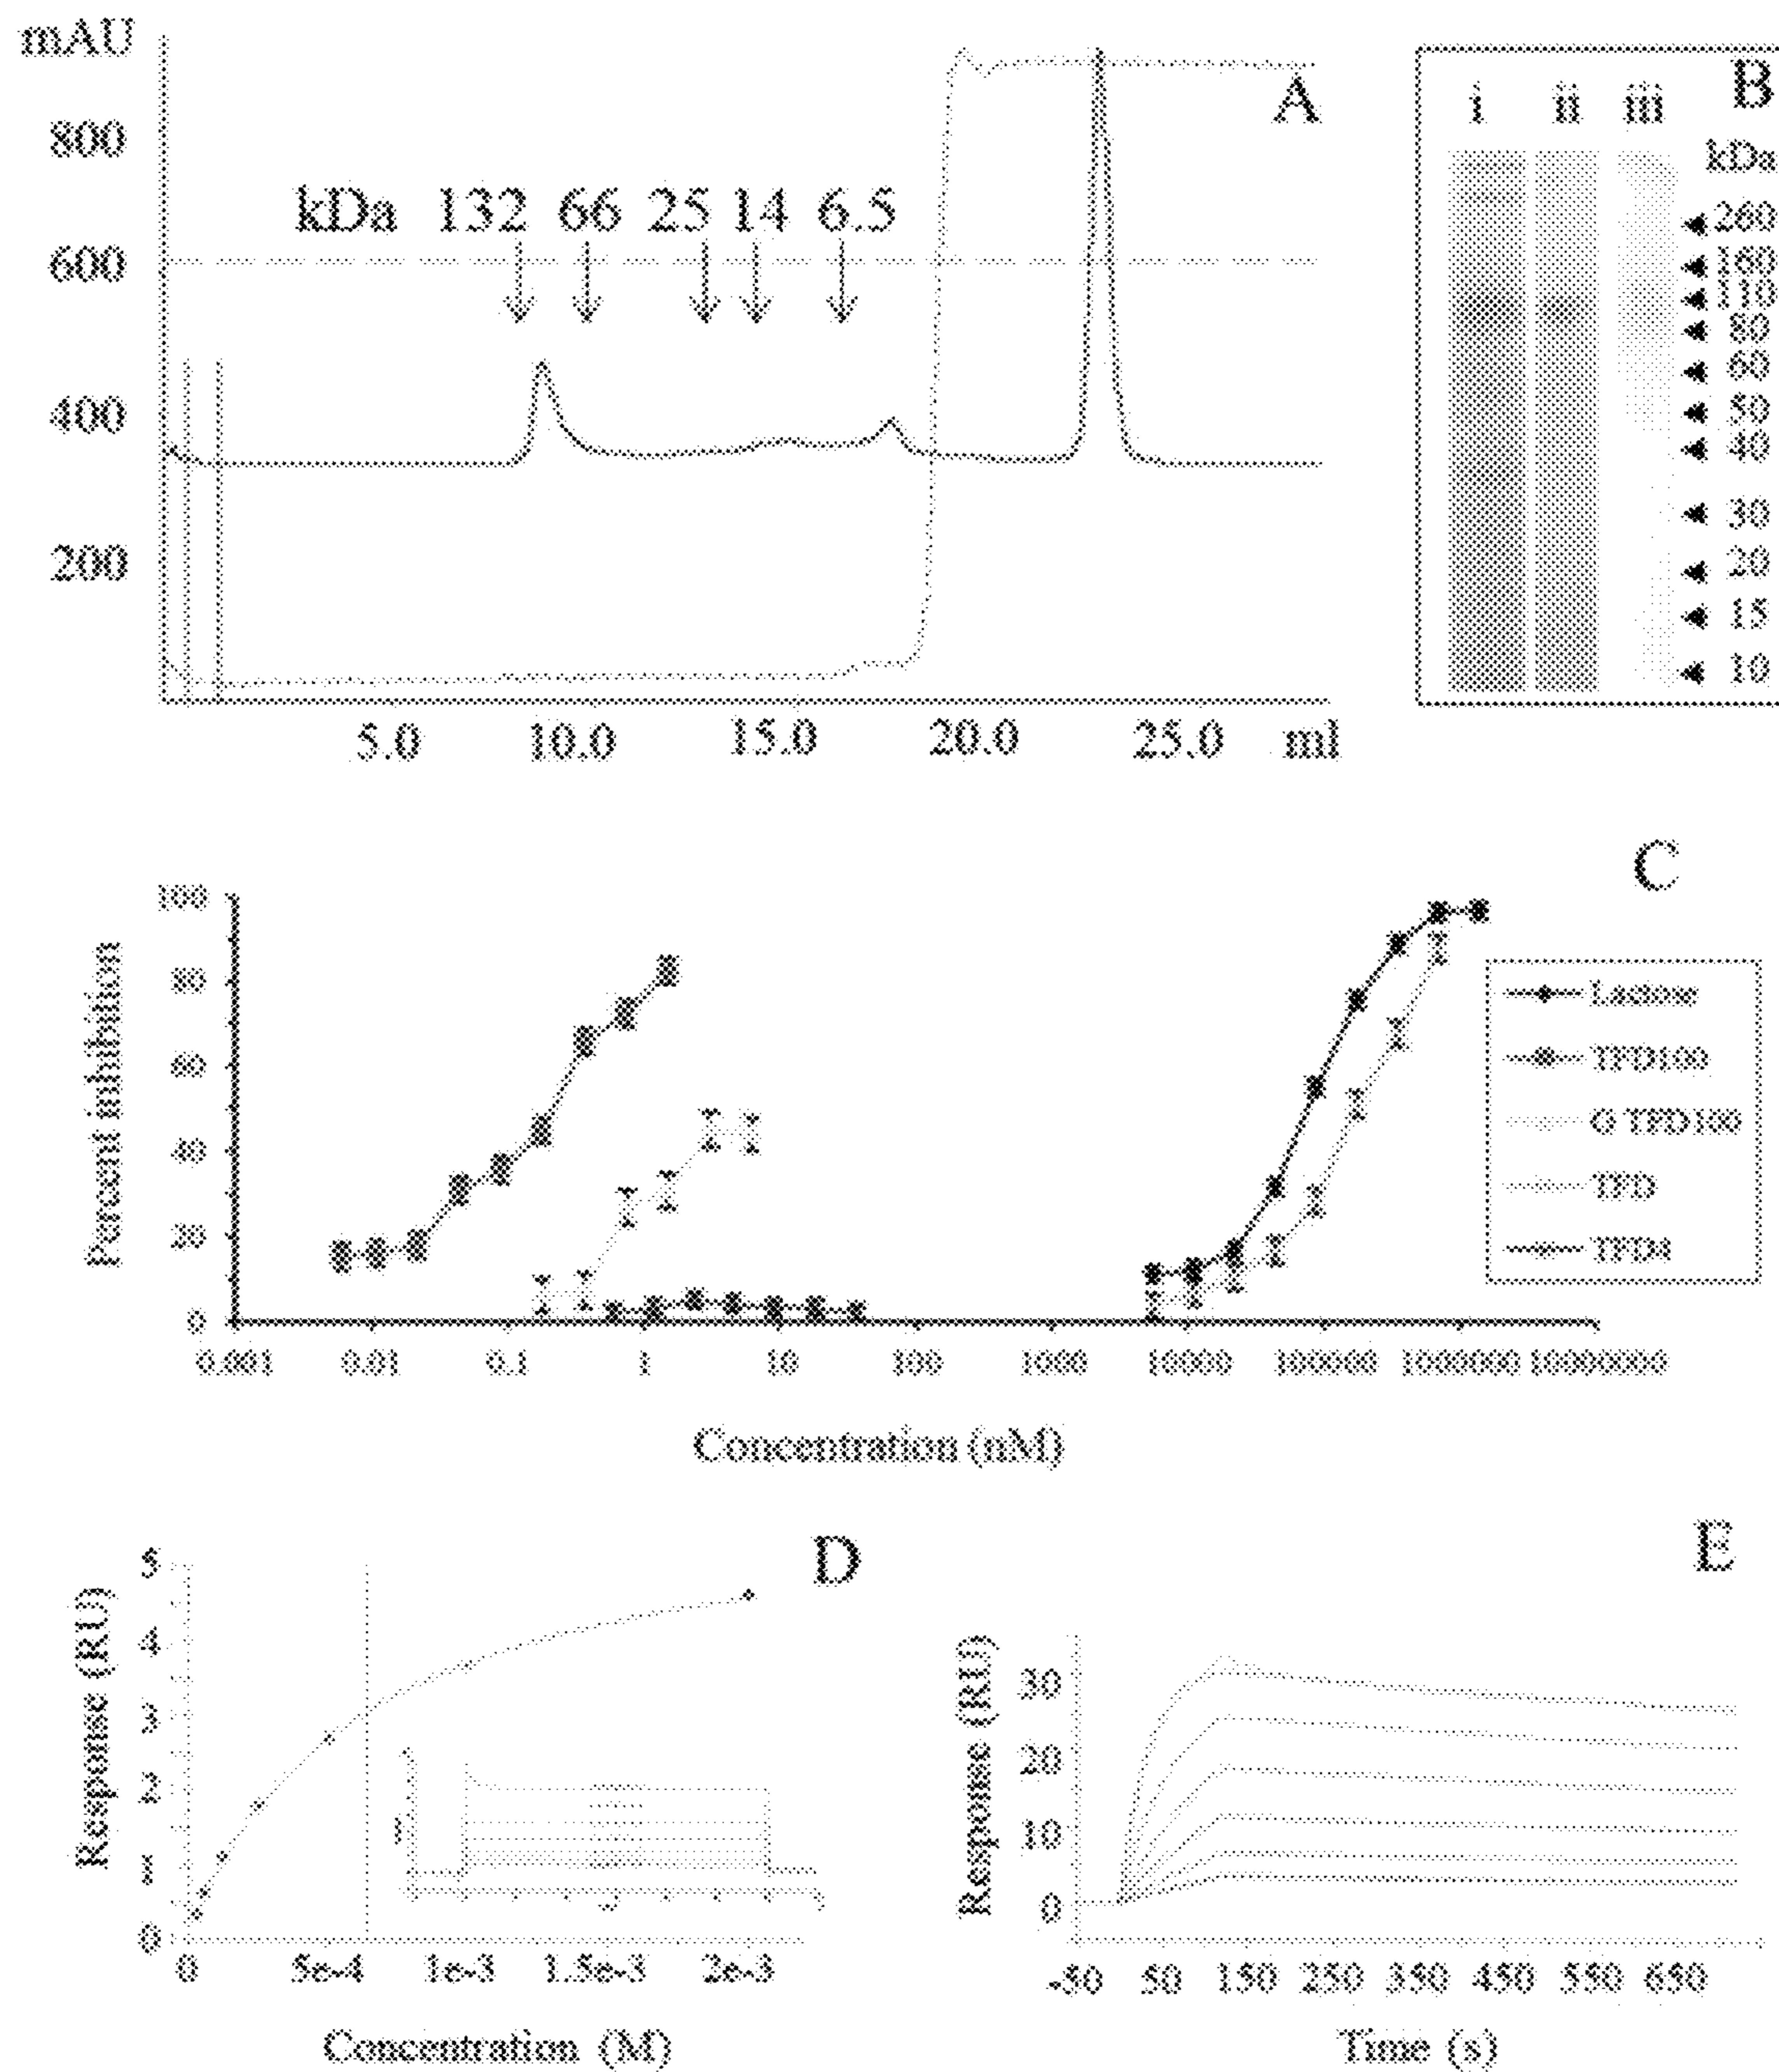 mAU
A
800
kDa 132 66 25 14 6.5
600
400
200
5.0 10.0 15.0 20.0 25.0 ml
B
i ii iii
kDa
260
160
110
80
60
50
40
30
20
15
10
C
100
80
60
40
20
0
Percent inhibition
0.001 0.01 0.1 1 10 100 1000 10000 100000 1000000 10000000
Concentration (nM)
Lactose
TFD100
G TFD100
TFD
TFD4
D
5
4
3
2
1
0
Response (RU)
0 5e-4 1e-3 1.5e-3 2e-3
Concentration (M)
E
30
20
10
0
Response (RU)
-50 50 150 250 350 450 550 650
Time (s)